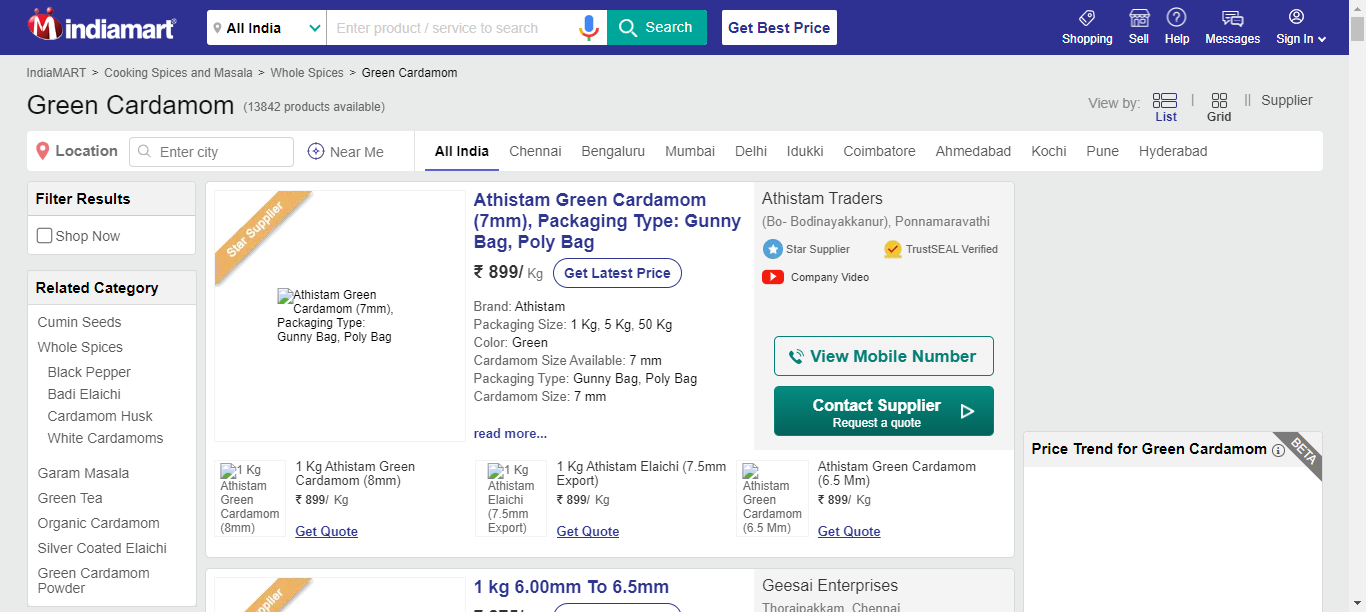 indiamart
All India
Enter product / service to search
Search
Get Best Price
Shopping
Sell
Help
Messages
Sign In
IndiaMART > Cooking Spices and Masala > Whole Spices > Green Cardamom
Green Cardamom (13842 products available)
View by:
List
|
Grid
||
Supplier
Location
Enter city
Near Me
All India
Chennai
Bengaluru
Mumbai
Delhi
Idukki
Coimbatore
Ahmedabad
Kochi
Pune
Hyderabad
Filter Results
Shop Now
Related Category
Cumin Seeds
Whole Spices
Black Pepper
Badi Elaichi
Cardamom Husk
White Cardamoms
Garam Masala
Green Tea
Organic Cardamom
Silver Coated Elaichi
Green Cardamom
Powder
Star Supplier
Athistam Green
Cardamom (7mm),
Packaging Type:
Gunny Bag, Poly Bag
Athistam Green Cardamom
(7mm), Packaging Type: Gunny
Bag, Poly Bag
₹ 899/ Kg
Get Latest Price
Brand: Athistam
Packaging Size: 1 Kg, 5 Kg, 50 Kg
Color: Green
Cardamom Size Available: 7 mm
Packaging Type: Gunny Bag, Poly Bag
Cardamom Size: 7 mm
read more...
Athistam Traders
(Bo- Bodinayakkanur), Ponnamaravathi
Star Supplier
TrustSEAL Verified
Company Video
View Mobile Number
Contact Supplier
Request a quote
1 Kg
Athistam
Green
Cardamom
(8mm)
1 Kg Athistam Green
Cardamom (8mm)
₹ 899/ Kg
Get Quote
1 Kg
Athistam
Elaichi
(7.5mm
Export)
1 Kg Athistam Elaichi (7.5mm
Export)
₹ 899/ Kg
Get Quote
Athistam
Green
Cardamom
(6.5 Mm)
Athistam Green Cardamom
(6.5 Mm)
₹ 899/ Kg
Get Quote
Price Trend for Green Cardamom
BETA
1 kg 6.00mm To 6.5mm
Geesai Enterprises
Thoraipakkam, Chennai